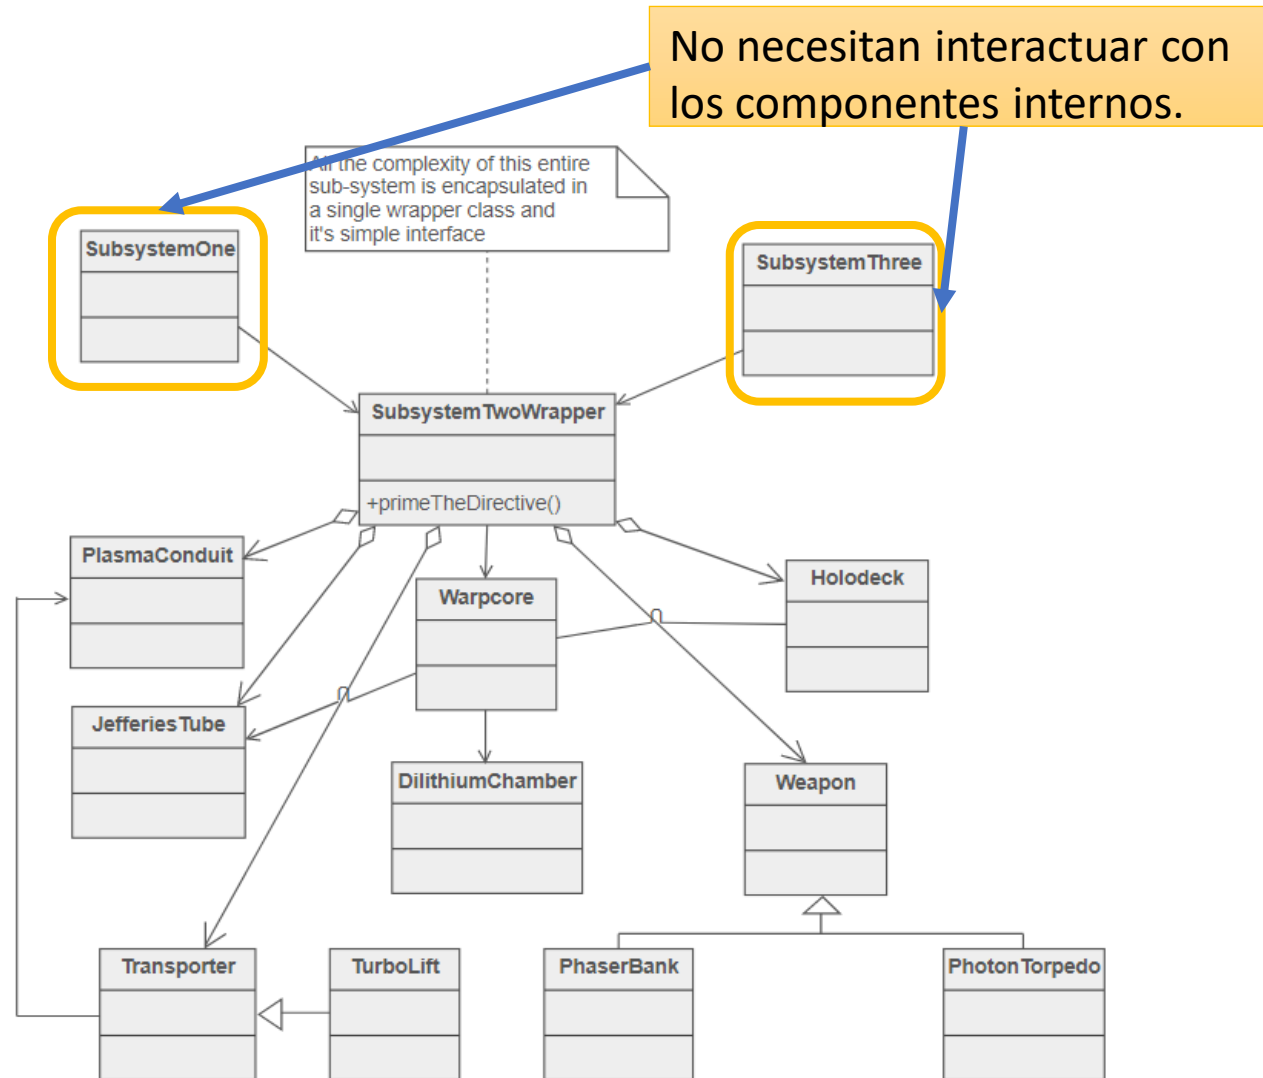 No necesitan interactuar con
los componentes internos.
All the complexity of this entire
sub-system is encapsulated in
a single wrapper class and
it's simple interface
SubsystemOne
SubsystemThree
SubsystemTwoWrapper
+primeTheDirective()
PlasmaConduit
Warpcore
Holodeck
JefferiesTube
DilithiumChamber
Weapon
Transporter
TurboLift
PhaserBank
PhotonTorpedo